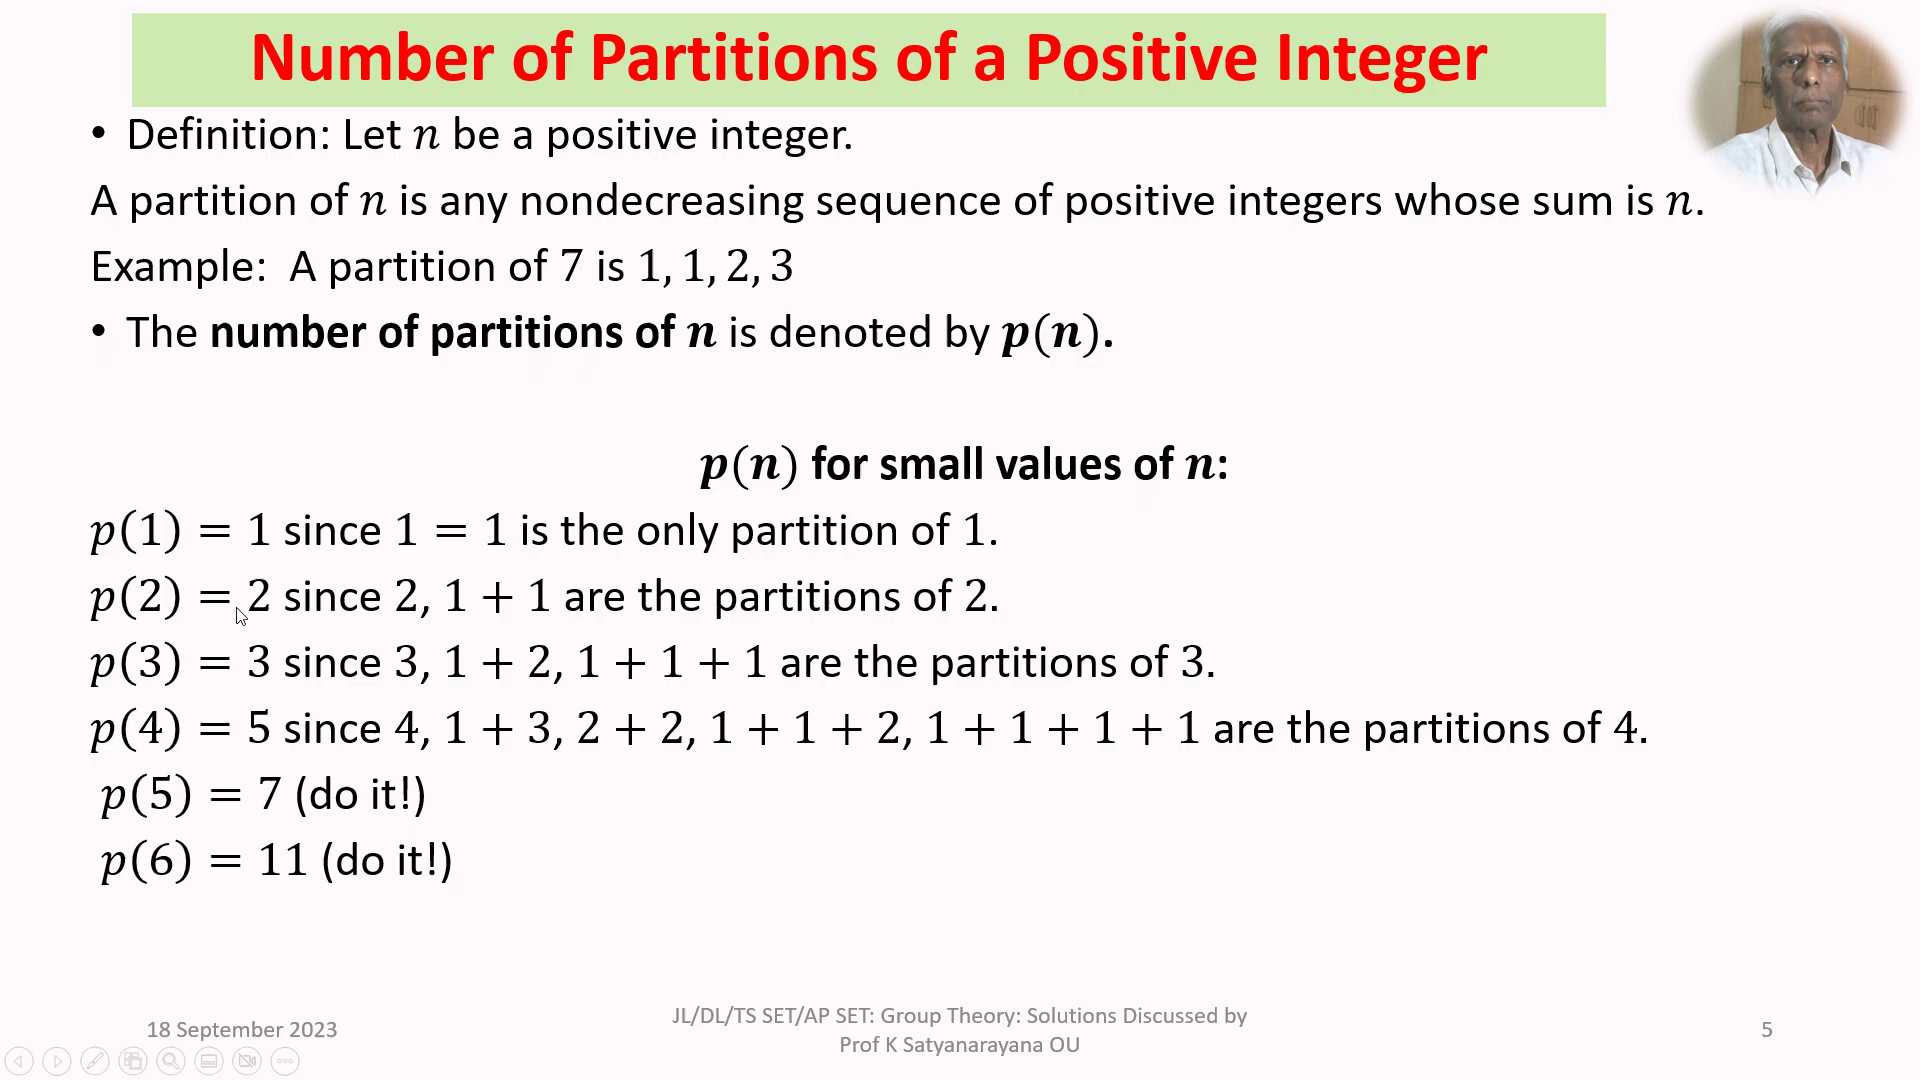 Number of Partitions of a Positive Integer
• Definition: Let n be a positive integer.
A partition of n is any nondecreasing sequence of positive integers whose sum is n.
Example: A partition of 7 is 1, 1, 2, 3
• The number of partitions of n is denoted by p(n).
p(n) for small values of n:
p(1) = 1 since 1 = 1 is the only partition of 1.
p(2) = 2 since 2, 1 + 1 are the partitions of 2.
p(3) = 3 since 3, 1 + 2, 1 + 1 + 1 are the partitions of 3.
p(4) = 5 since 4, 1 + 3, 2 + 2, 1 + 1 + 2, 1 + 1 + 1 + 1 are the partitions of 4.
p(5) = 7 (do it!)
p(6) = 11 (do it!)
18 September 2023
JL/DL/TS SET/AP SET: Group Theory: Solutions Discussed by
Prof K Satyanarayana OU
5